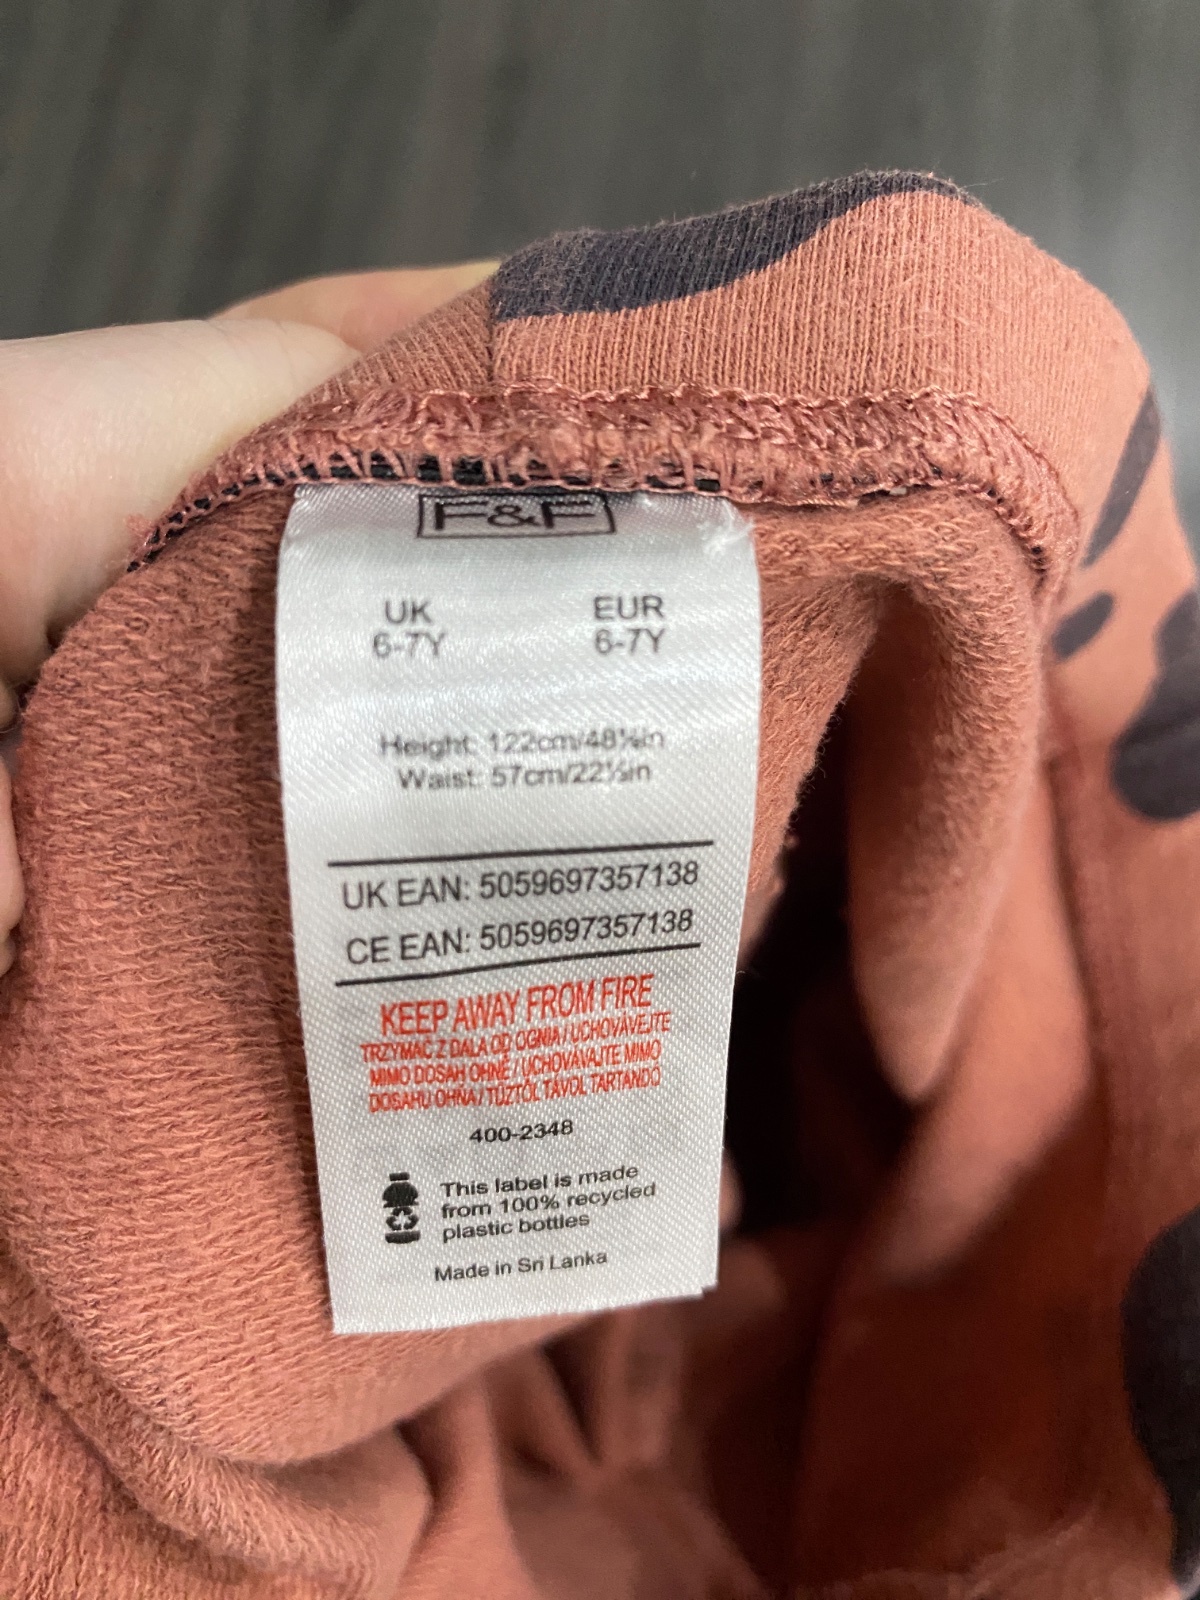 F&F
UK EUR
6-7Y 6-7Y
Height: 122cm/48⅛in
Waist: 57cm/22½in
UK EAN: 5059697357138
CE EAN: 5059697357138
KEEP AWAY FROM FIRE
TRZYMAĆ Z DALA OD OGNIA / UCHOVÁVEJTE
MIMO DOSAH OHNĚ / UCHOVÁVAJTE MIMO
DOSAHU OHŇA / TŰZTŐL TÁVOL TARTANDÓ
400-2348
This label is made
from 100% recycled
plastic bottles
Made in Sri Lanka